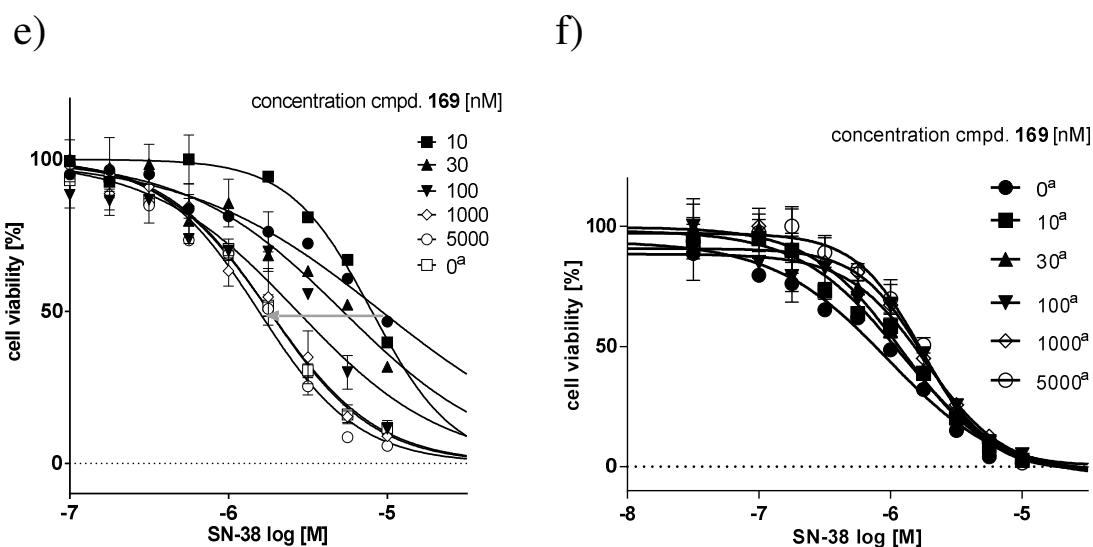 e)
concentration cmpd. 169 [nM]
10
30
100
1000
5000
0ᵃ
100
50
0
cell viability [%]
-7
-6
-5
SN-38 log [M]
f)
concentration cmpd. 169 [nM]
0ᵃ
10ᵃ
30ᵃ
100ᵃ
1000ᵃ
5000ᵃ
100
50
0
cell viability [%]
-8
-7
-6
-5
SN-38 log [M]